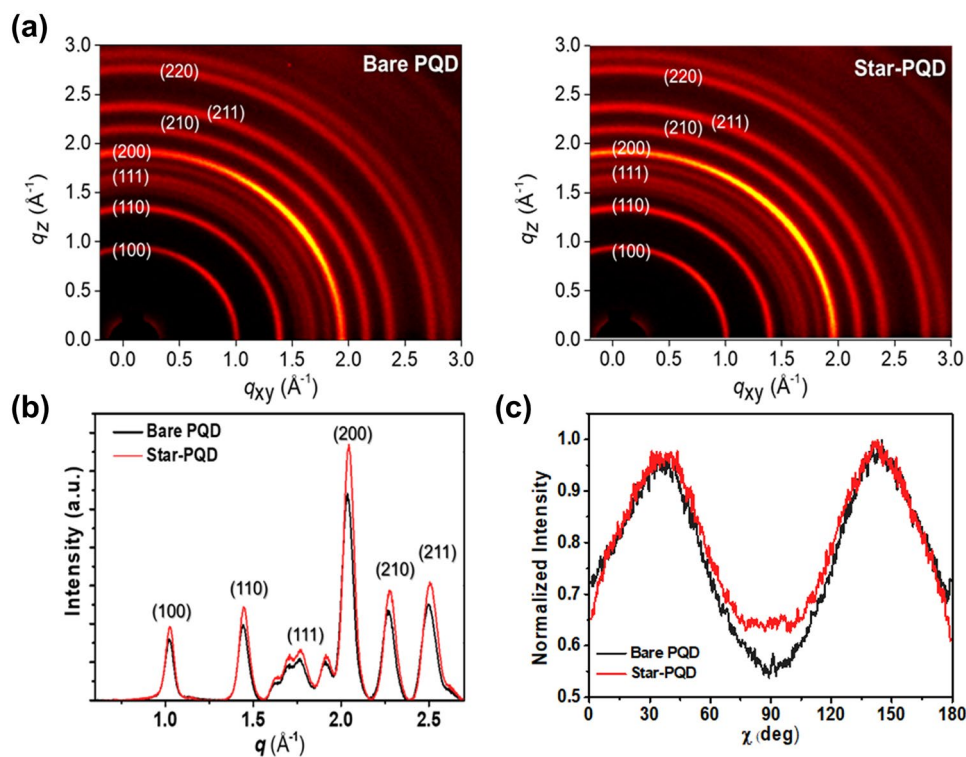 (a)
3.0
2.5
2.0
1.5
1.0
0.5
0.0
qz (Å-1)
Bare PQD
(220)
(211)
(210)
(200)
(111)
(110)
(100)
0.0 0.5 1.0 1.5 2.0 2.5 3.0
qxy (Å-1)
3.0
2.5
2.0
1.5
1.0
0.5
0.0
qz (Å-1)
Star-PQD
(220)
(211)
(210)
(200)
(111)
(110)
(100)
0.0 0.5 1.0 1.5 2.0 2.5 3.0
qxy (Å-1)
(b)
Bare PQD
Star-PQD
Intensity (a.u.)
(100)
(110)
(111)
(200)
(210)
(211)
1.0 1.5 2.0 2.5
q (Å-1)
(c)
1.0
0.9
0.8
0.7
0.6
0.5
Normalized Intensity
Bare PQD
Star-PQD
0 30 60 90 120 150 180
χ (deg)